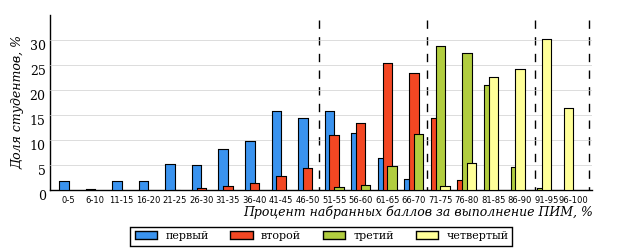 Доля студентов, %
30
25
20
15
10
5
0
0-5 6-10 11-15 16-20 21-25 26-30 31-35 36-40 41-45 46-50 51-55 56-60 61-65 66-70 71-75 76-80 81-85 86-90 91-95 96-100
Процент набранных баллов за выполнение ПИМ, %
первый второй третий четвертый